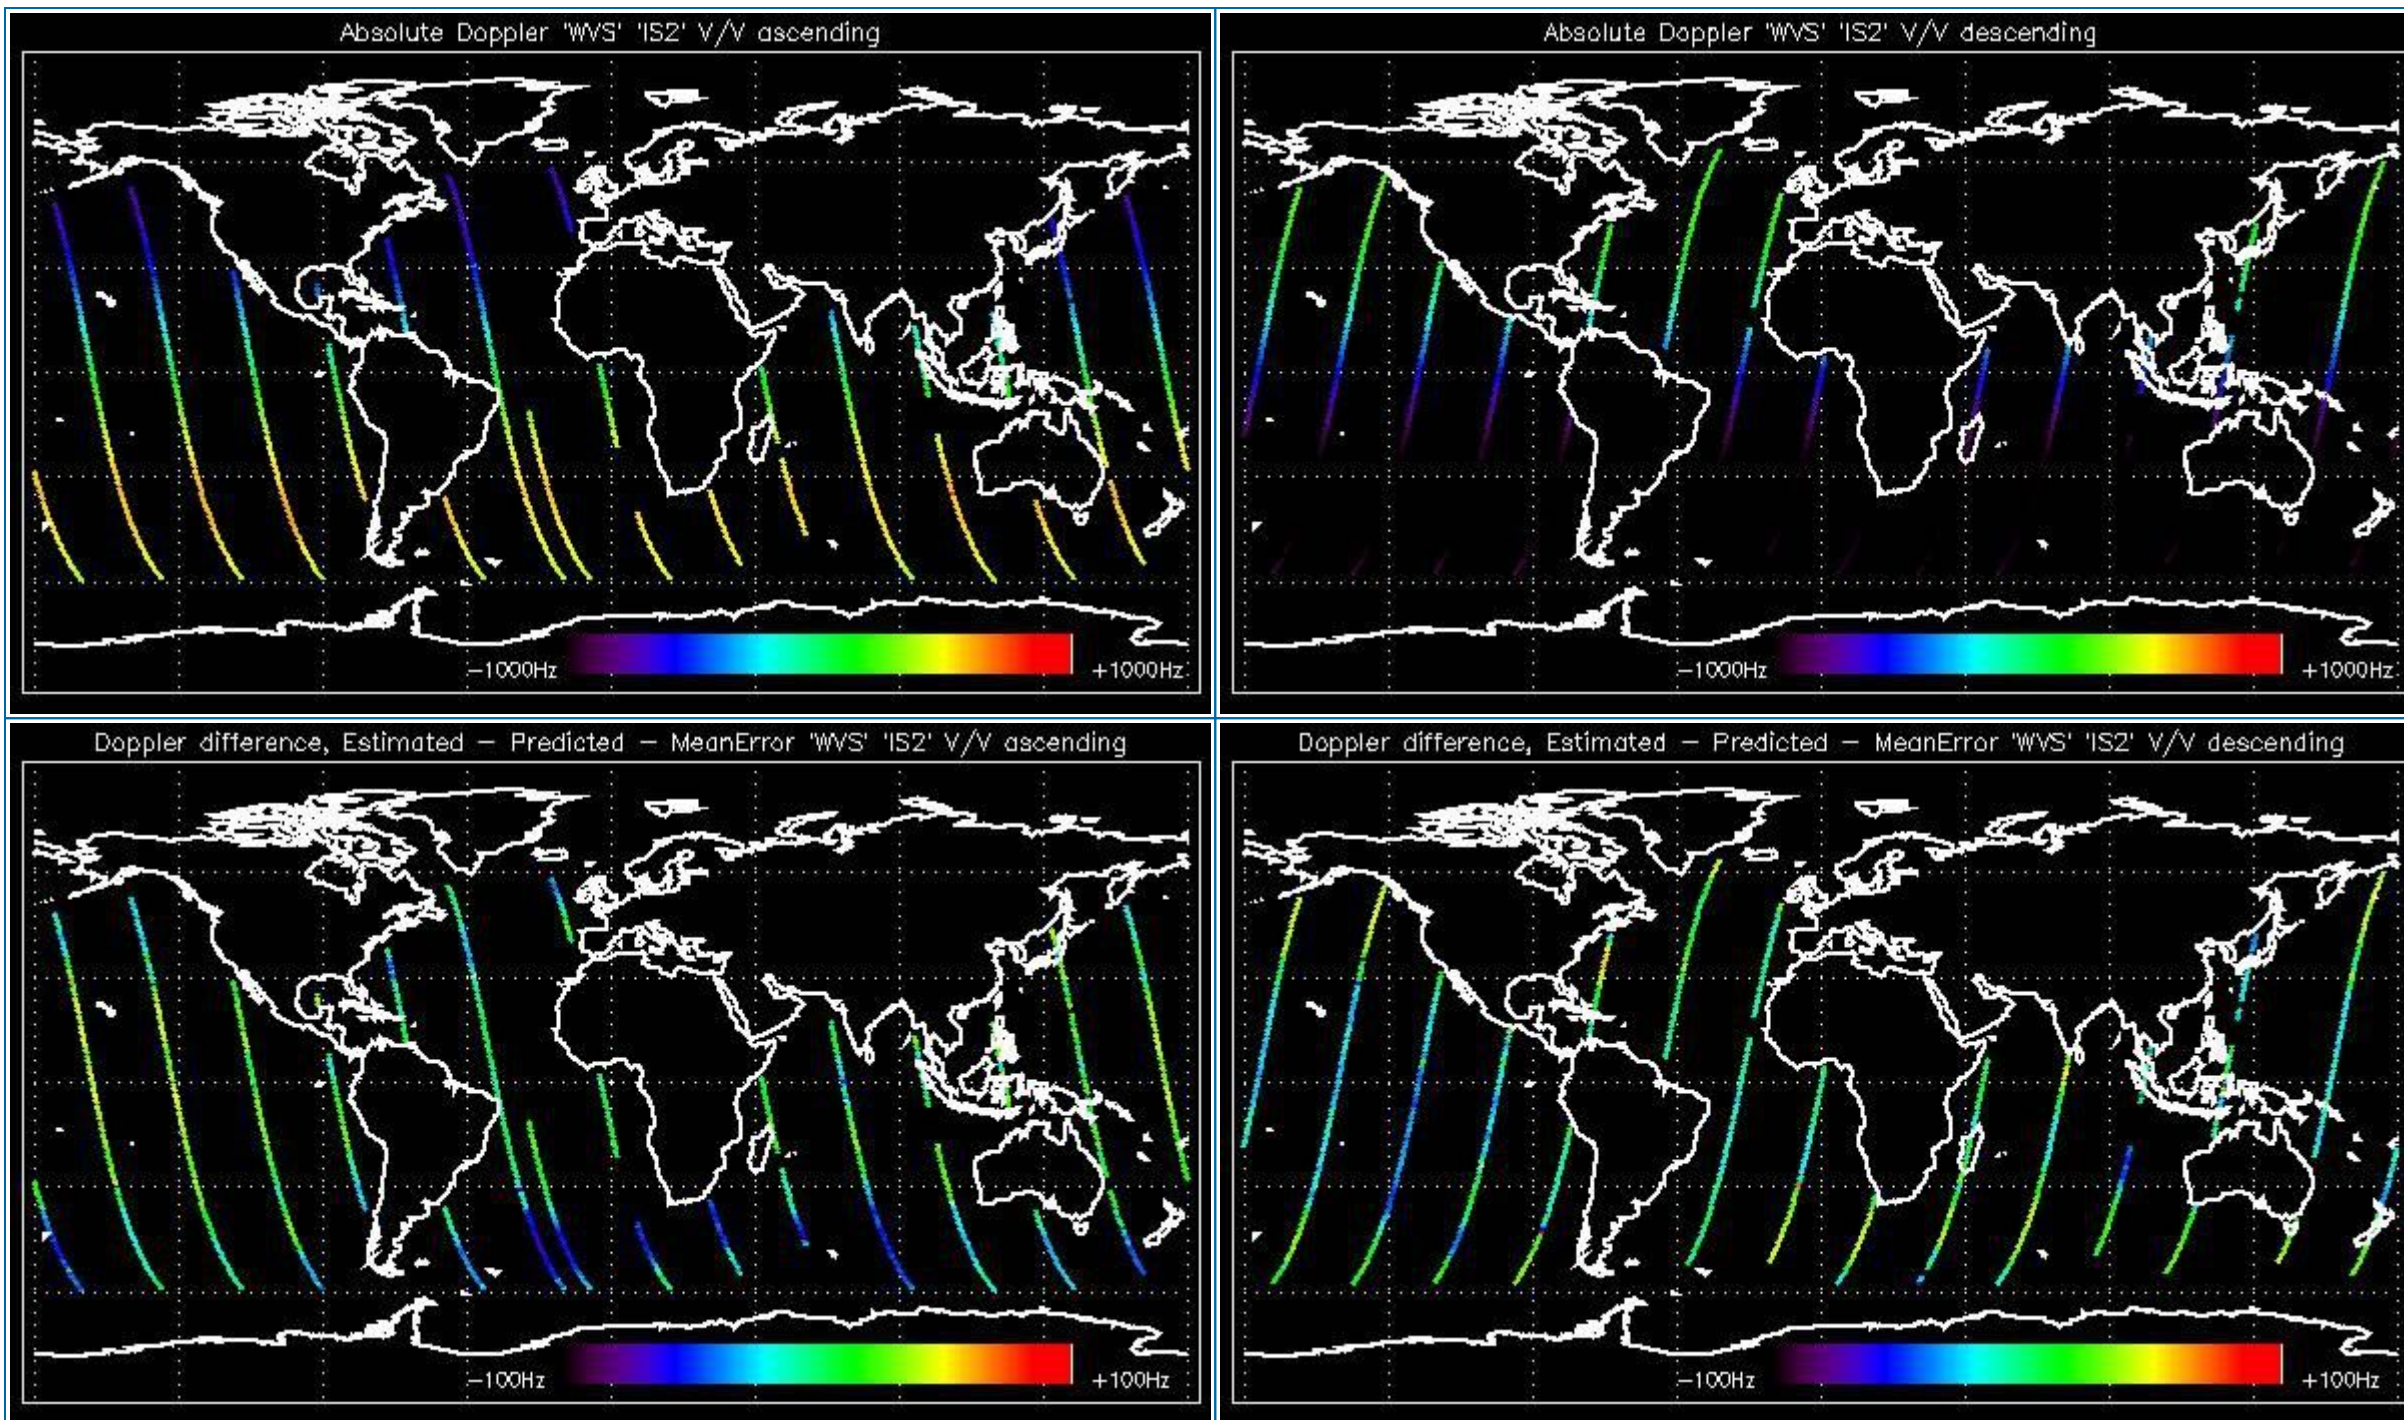 Absolute Doppler 'WVS' 'IS2' V/V ascending
-1000Hz
+1000Hz
Absolute Doppler 'WVS' 'IS2' V/V descending
-1000Hz
+1000Hz
Doppler difference, Estimated - Predicted - MeanError 'WVS' 'IS2' V/V ascending
-100Hz
+100Hz
Doppler difference, Estimated - Predicted - MeanError 'WVS' 'IS2' V/V descending
-100Hz
+100Hz